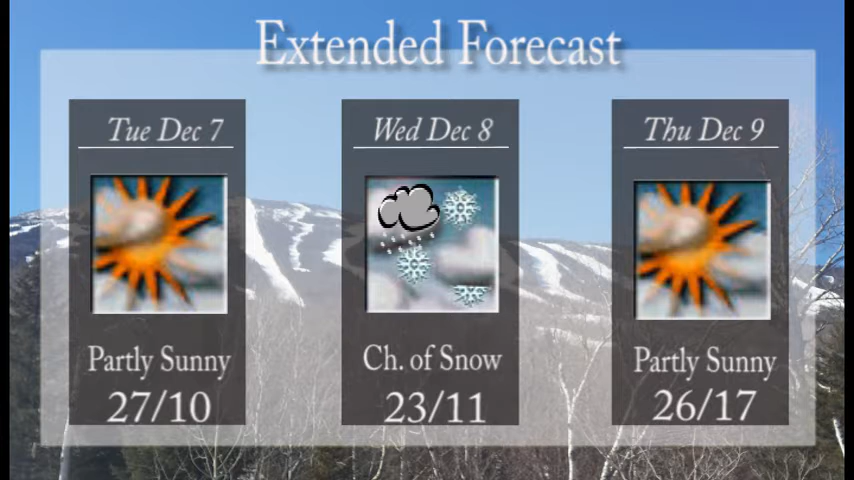 Extended Forecast
Tue Dec 7
Partly Sunny
27/10
Wed Dec 8
Ch. of Snow
23/11
Thu Dec 9
Partly Sunny
26/17